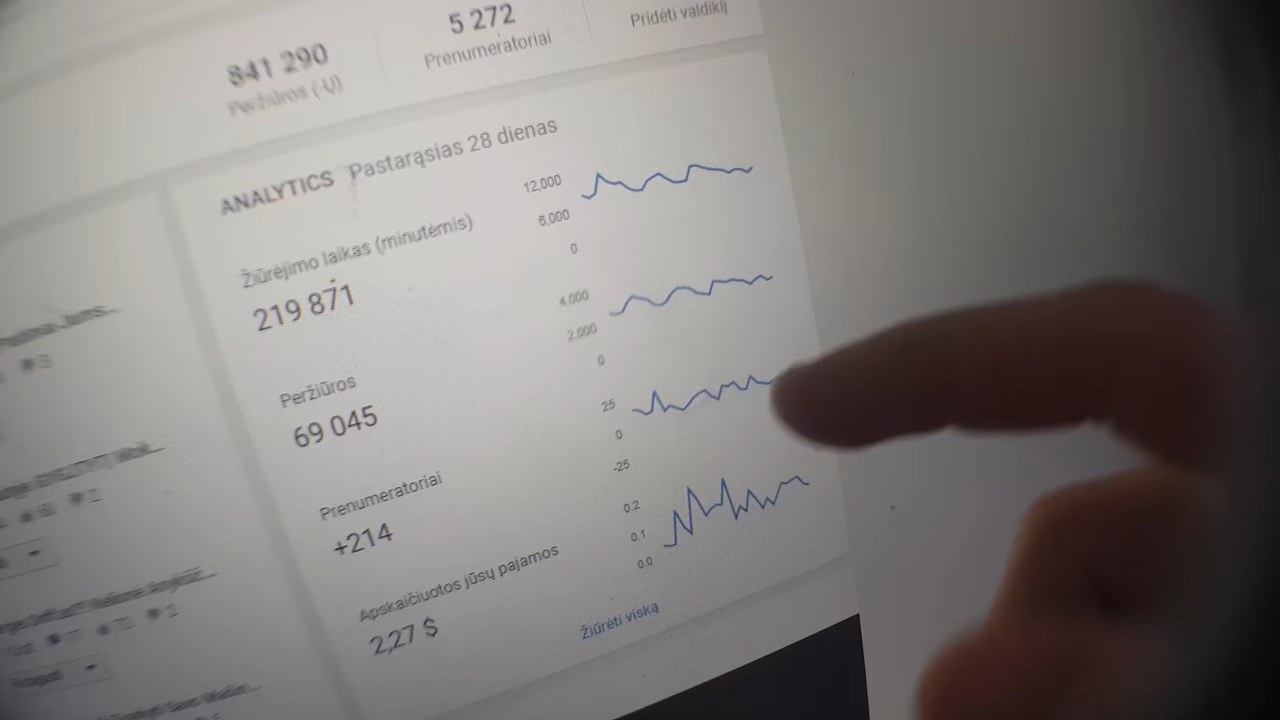 841 290
Peržiūros (-U)
5 272
Prenumeratoriai
Pridėti valdiklį
ANALYTICS Pastarąsias 28 dienas
Žiūrėjimo laikas (minutėmis)
219 871
12,000
6,000
0
Peržiūros
69 045
4,000
2,000
0
Prenumeratoriai
+214
25
0
-25
Apskaičiuotos jūsų pajamos
2,27 $
0.2
0.1
0.0
Žiūrėti viską